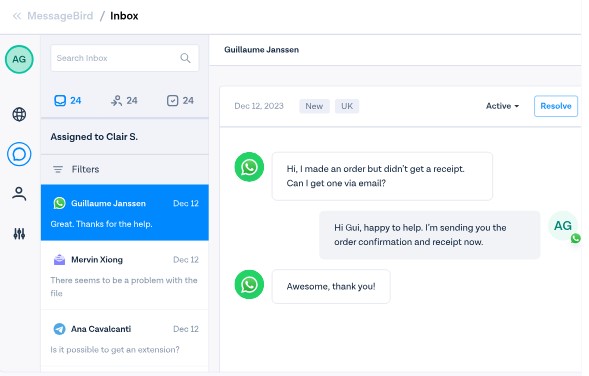 « MessageBird / Inbox
AG
Search Inbox
24 24 24
Assigned to Clair S.
Filters
Guillaume Janssen Dec 12
Great. Thanks for the help.
Mervin Xiong Dec 12
There seems to be a problem with the
file
Ana Cavalcanti Dec 12
Is it possible to get an extension?
Guillaume Janssen
Dec 12, 2023 New UK Active Resolve
Hi, I made an order but didn't get a receipt.
Can I get one via email?
Hi Gui, happy to help. I'm sending you the
order confirmation and receipt now.
AG
Awesome, thank you!